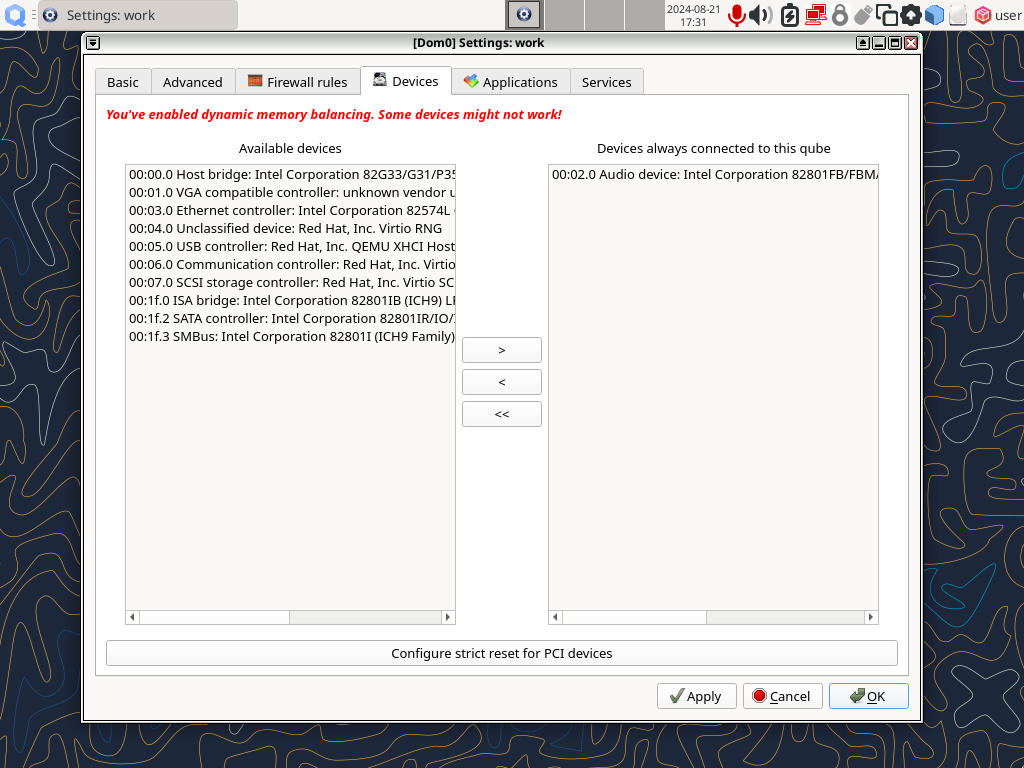 Settings: work
2024-08-21
17:31
user
[Dom0] Settings: work
Basic
Advanced
Firewall rules
Devices
Applications
Services
You've enabled dynamic memory balancing. Some devices might not work!
Available devices
00:00.0 Host bridge: Intel Corporation 82G33/G31/P35
00:01.0 VGA compatible controller: unknown vendor u
00:03.0 Ethernet controller: Intel Corporation 82574L
00:04.0 Unclassified device: Red Hat, Inc. Virtio RNG
00:05.0 USB controller: Red Hat, Inc. QEMU XHCI Host
00:06.0 Communication controller: Red Hat, Inc. Virtio
00:07.0 SCSI storage controller: Red Hat, Inc. Virtio SC
00:1f.0 ISA bridge: Intel Corporation 82801IB (ICH9) L
00:1f.2 SATA controller: Intel Corporation 82801IR/IO/
00:1f.3 SMBus: Intel Corporation 82801I (ICH9 Family)
>
<
<<
Devices always connected to this qube
00:02.0 Audio device: Intel Corporation 82801FB/FBM/
Configure strict reset for PCI devices
Apply
Cancel
OK